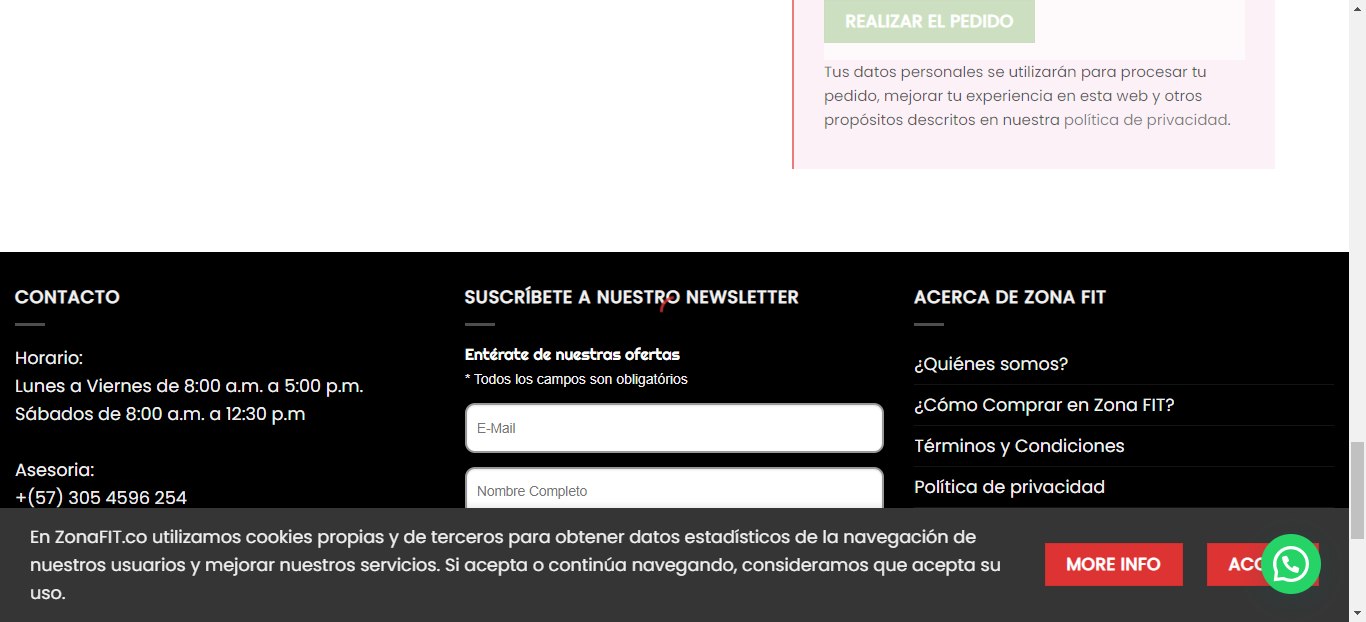 REALIZAR EL PEDIDO
Tus datos personales se utilizarán para procesar tu
pedido, mejorar tu experiencia en esta web y otros
propósitos descritos en nuestra política de privacidad.
CONTACTO
Horario:
Lunes a Viernes de 8:00 a.m. a 5:00 p.m.
Sábados de 8:00 a.m. a 12:30 p.m
Asesoria:
+(57) 305 4596 254
SUSCRÍBETE A NUESTRO NEWSLETTER
Entérate de nuestras ofertas
* Todos los campos son obligatórios
E-Mail
Nombre Completo
ACERCA DE ZONA FIT
¿Quiénes somos?
¿Cómo Comprar en Zona FIT?
Términos y Condiciones
Política de privacidad
En ZonaFIT.co utilizamos cookies propias y de terceros para obtener datos estadísticos de la navegación de
nuestros usuarios y mejorar nuestros servicios. Si acepta o continúa navegando, consideramos que acepta su
uso.
MORE INFO